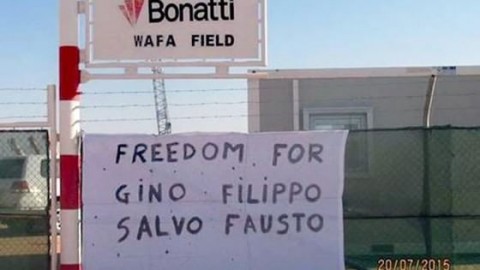 Bonatti
WAFA FIELD
FREEDOM FOR
GINO FILIPPO
SALVO FAUSTO
20/07/2015